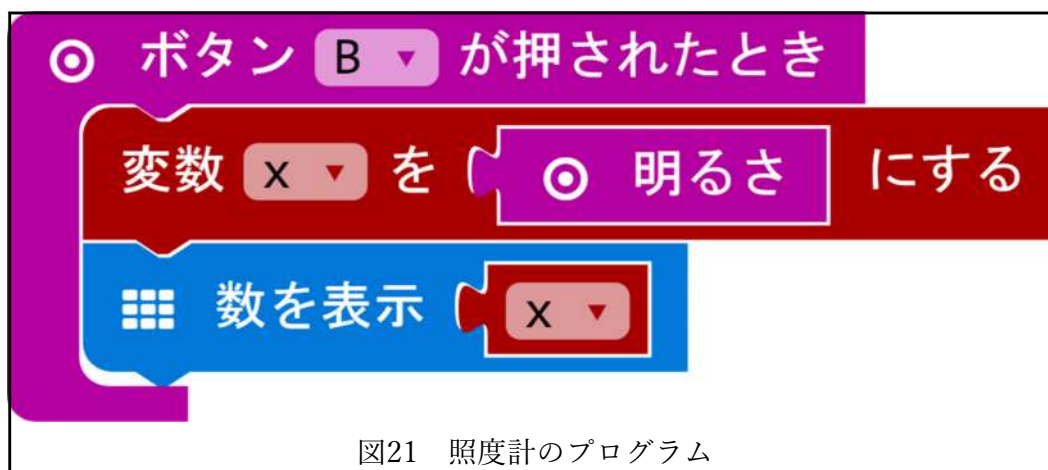 ボタン B が押されたとき
変数 x を 明るさ にする
数を表示 x
図21 照度計のプログラム